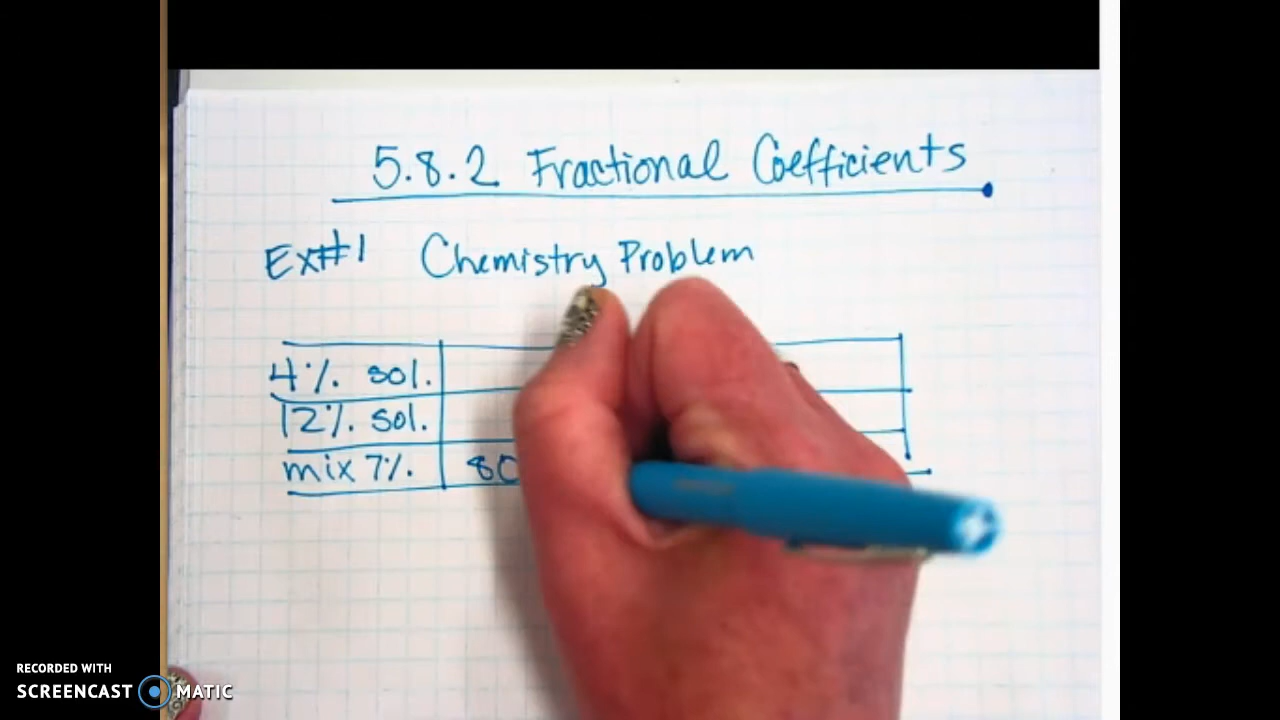 5.8.2 Fractional Coefficients
Ex#1 Chemistry Problem
4% sol.
12% sol.
mix 7% 80
RECORDED WITH
SCREENCAST MATIC